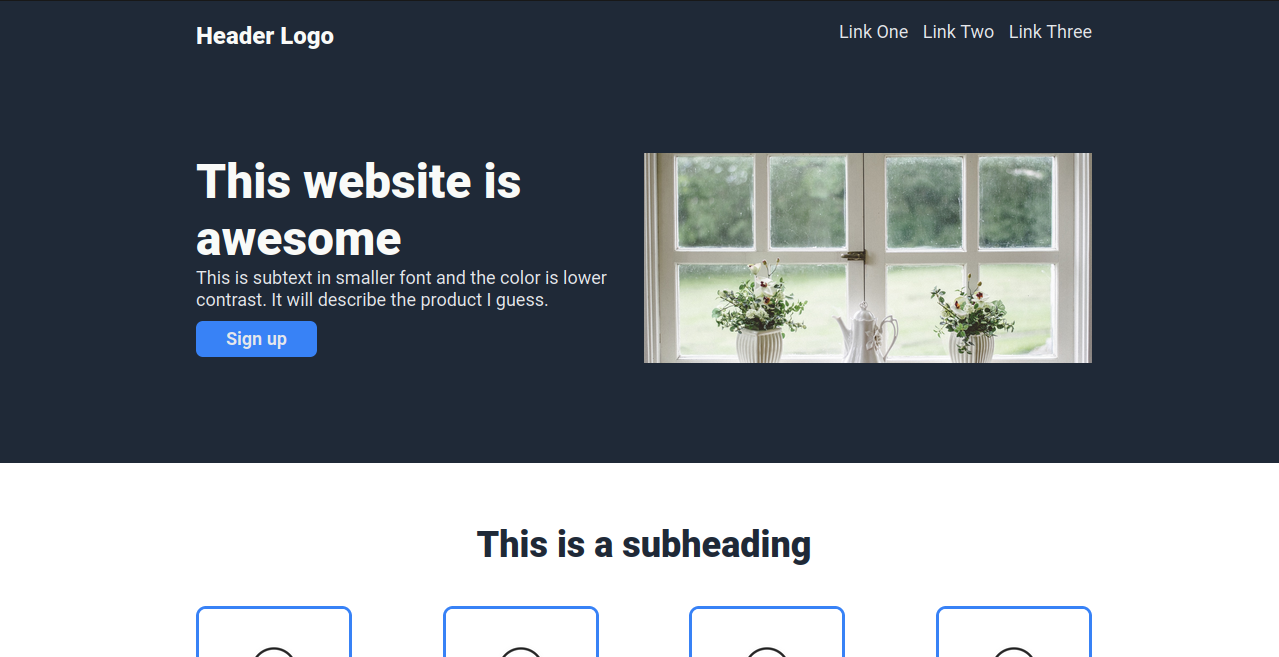 Header Logo
Link One Link Two Link Three
This website is
awesome
This is subtext in smaller font and the color is lower
contrast. It will describe the product I guess.
Sign up
This is a subheading